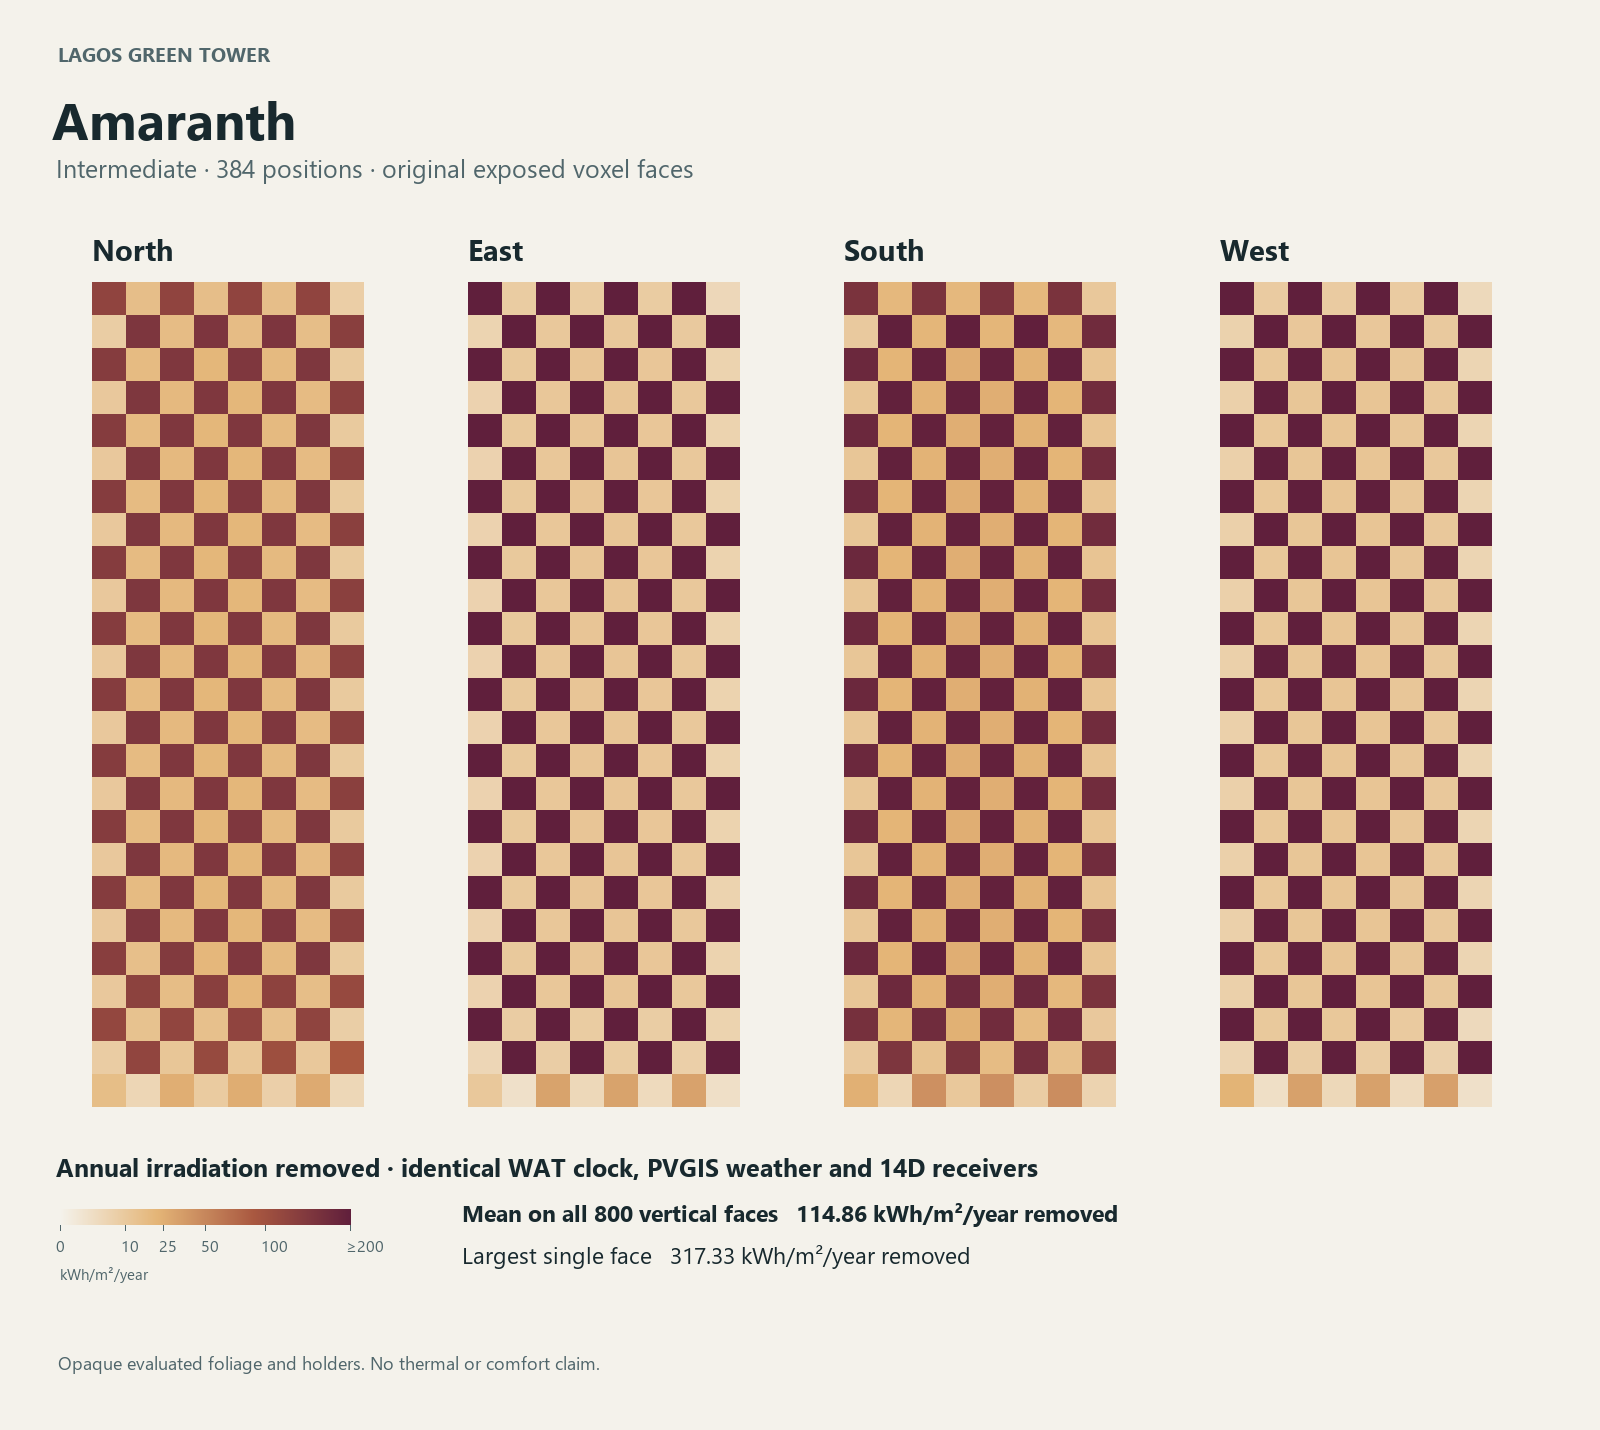 LAGOS GREEN TOWER
Amaranth
Intermediate · 384 positions · original exposed voxel faces
North East South West
Annual irradiation removed · identical WAT clock, PVGIS weather and 14D receivers
Mean on all 800 vertical faces 114.86 kWh/m²/year removed
0 10 25 50 100 ≥200
Largest single face 317.33 kWh/m²/year removed
kWh/m²/year
Opaque evaluated foliage and holders. No thermal or comfort claim.